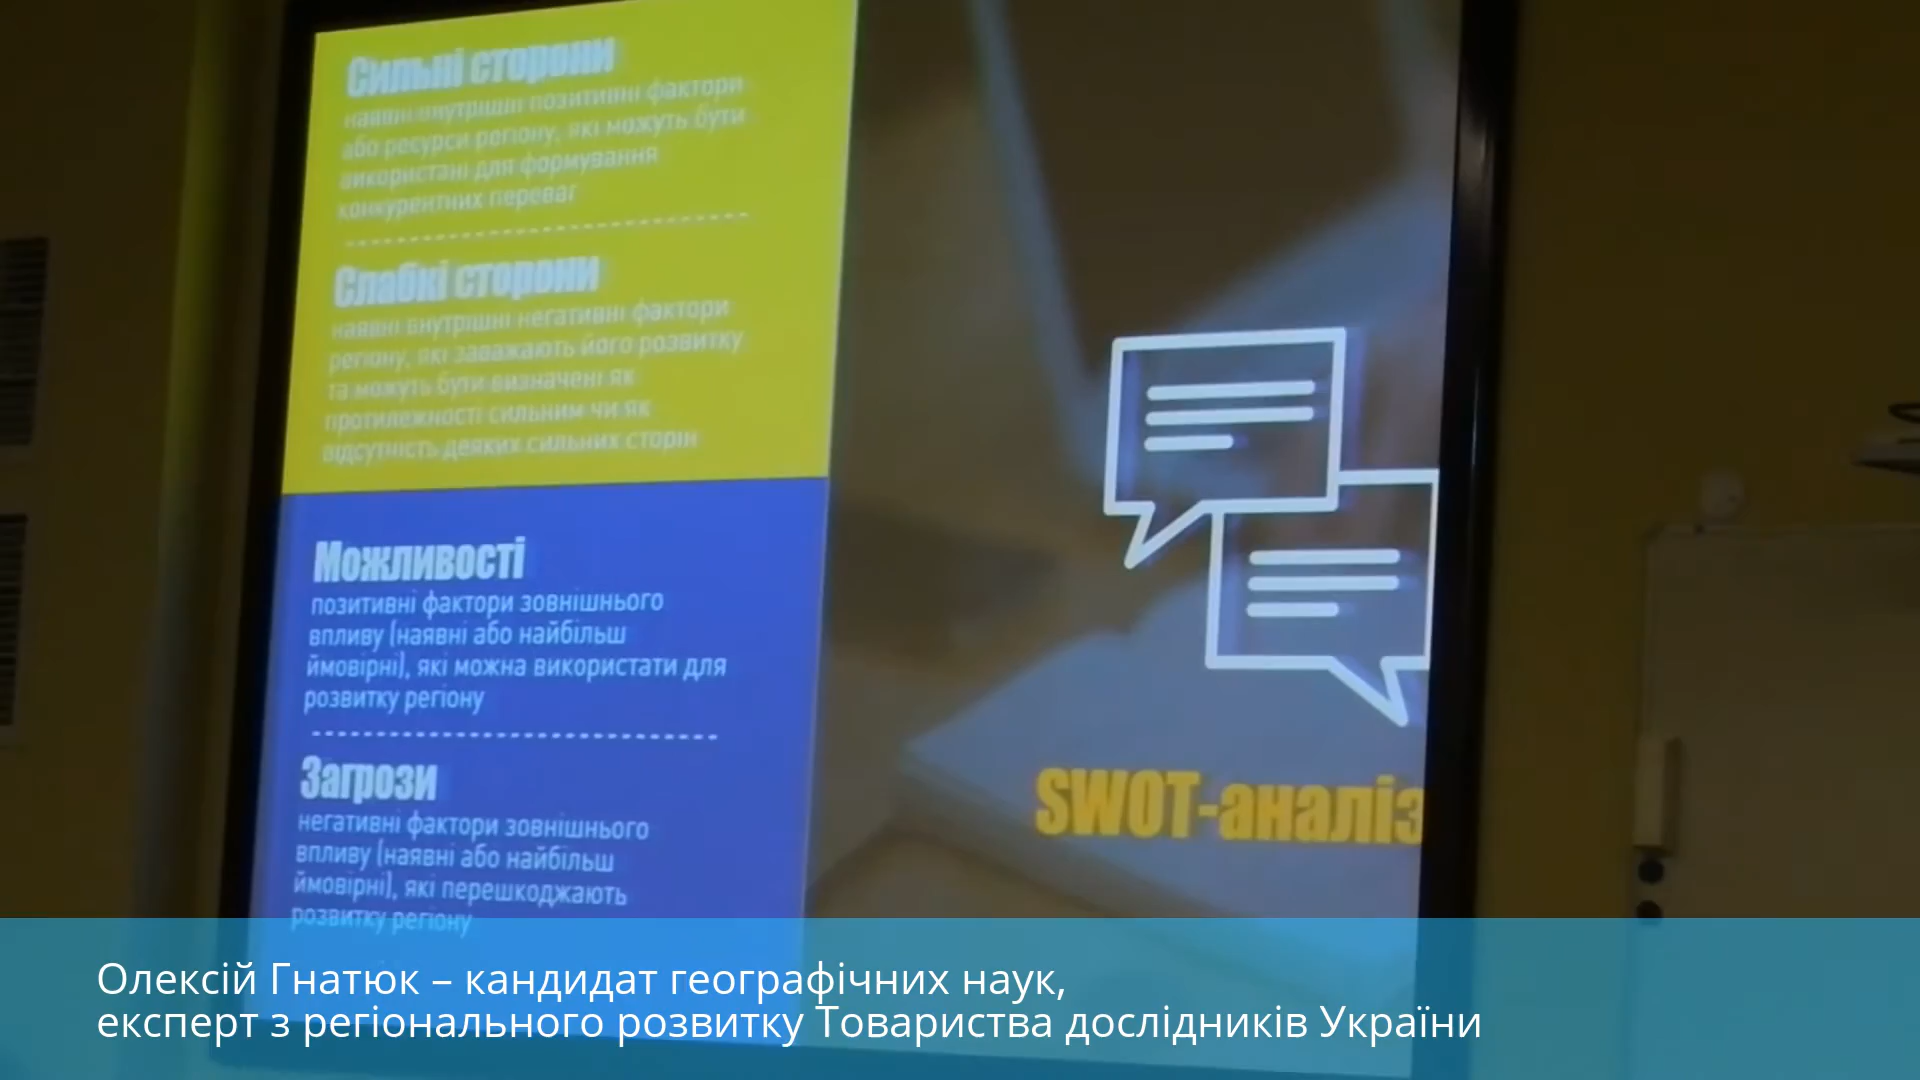 Сильні сторони
наявні внутрішні позитивні фактори
або ресурси регіону, які можуть бути
використані для формування
конкурентних переваг
Слабкі сторони
наявні внутрішні негативні фактори
регіону, які заважають його розвитку
та можуть бути визначені як
протилежності сильним чи як
відсутність деяких сильних сторін
Можливості
позитивні фактори зовнішнього
впливу (наявні або найбільш
ймовірні), які можна використати для
розвитку регіону
Загрози
негативні фактори зовнішнього
впливу (наявні або найбільш
ймовірні), які перешкоджають
розвитку регіону
SWOT-аналіз
Олексій Гнатюк – кандидат географічних наук,
експерт з регіонального розвитку Товариства дослідників України